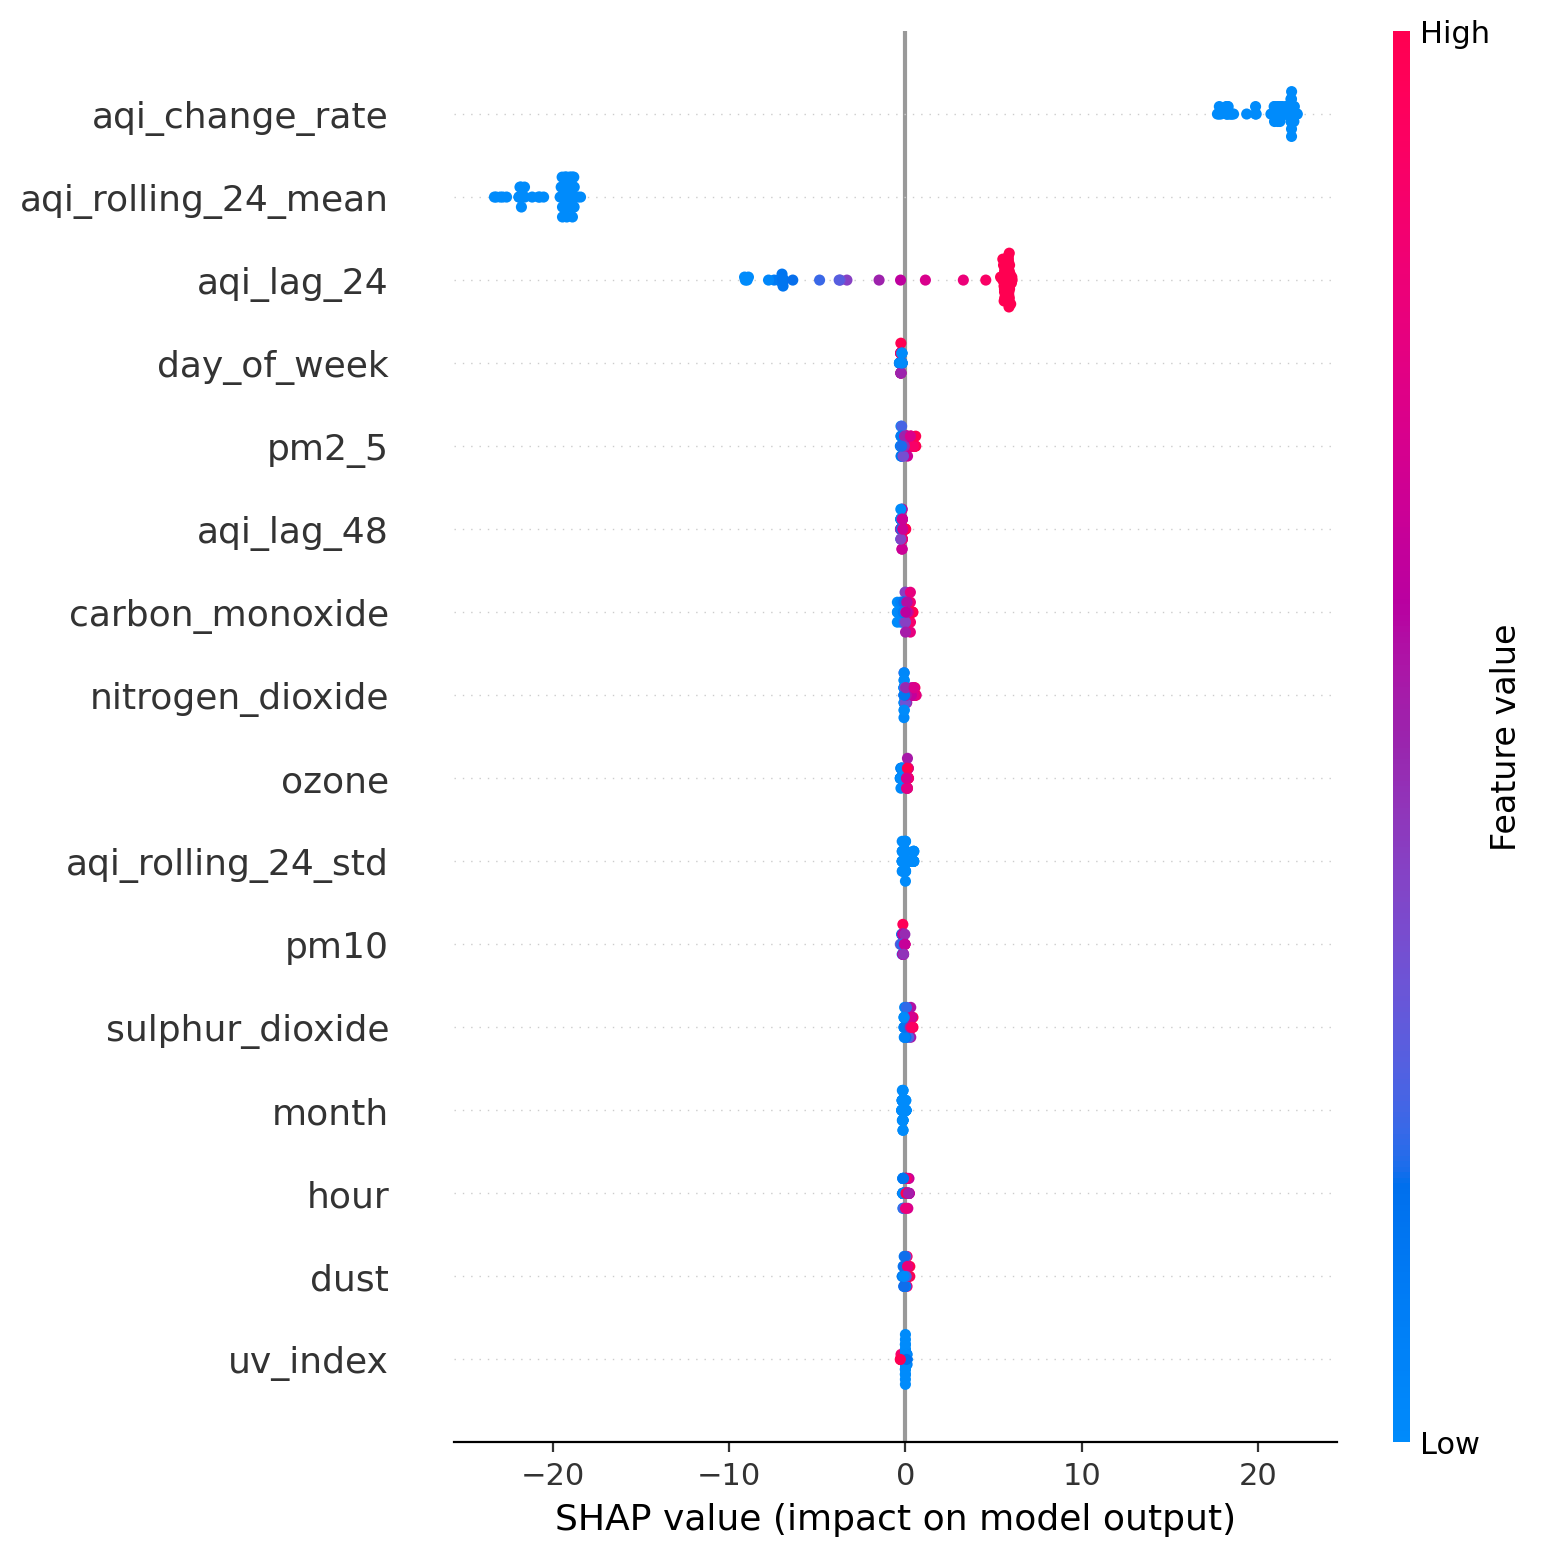 High
aqi_change_rate
aqi_rolling_24_mean
aqi_lag_24
day_of_week
pm2_5
aqi_lag_48
carbon_monoxide
nitrogen_dioxide
ozone
aqi_rolling_24_std
pm10
sulphur_dioxide
month
hour
dust
uv_index
Feature value
Low
−20 −10 0 10 20
SHAP value (impact on model output)